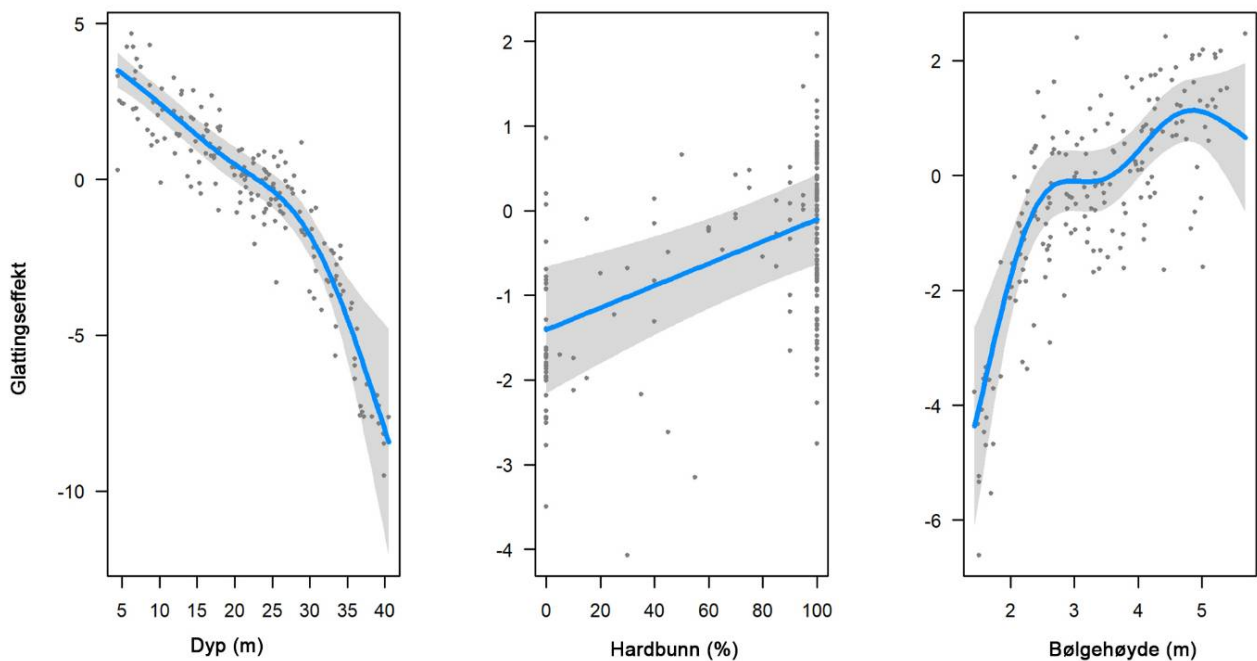 Glattingseffekt
5
0
-5
-10
5 10 15 20 25 30 35 40
Dyp (m)
2
1
0
-1
-2
-3
-4
0 20 40 60 80 100
Hardbunn (%)
2
0
-2
-4
-6
2 3 4 5
Bølgehøyde (m)